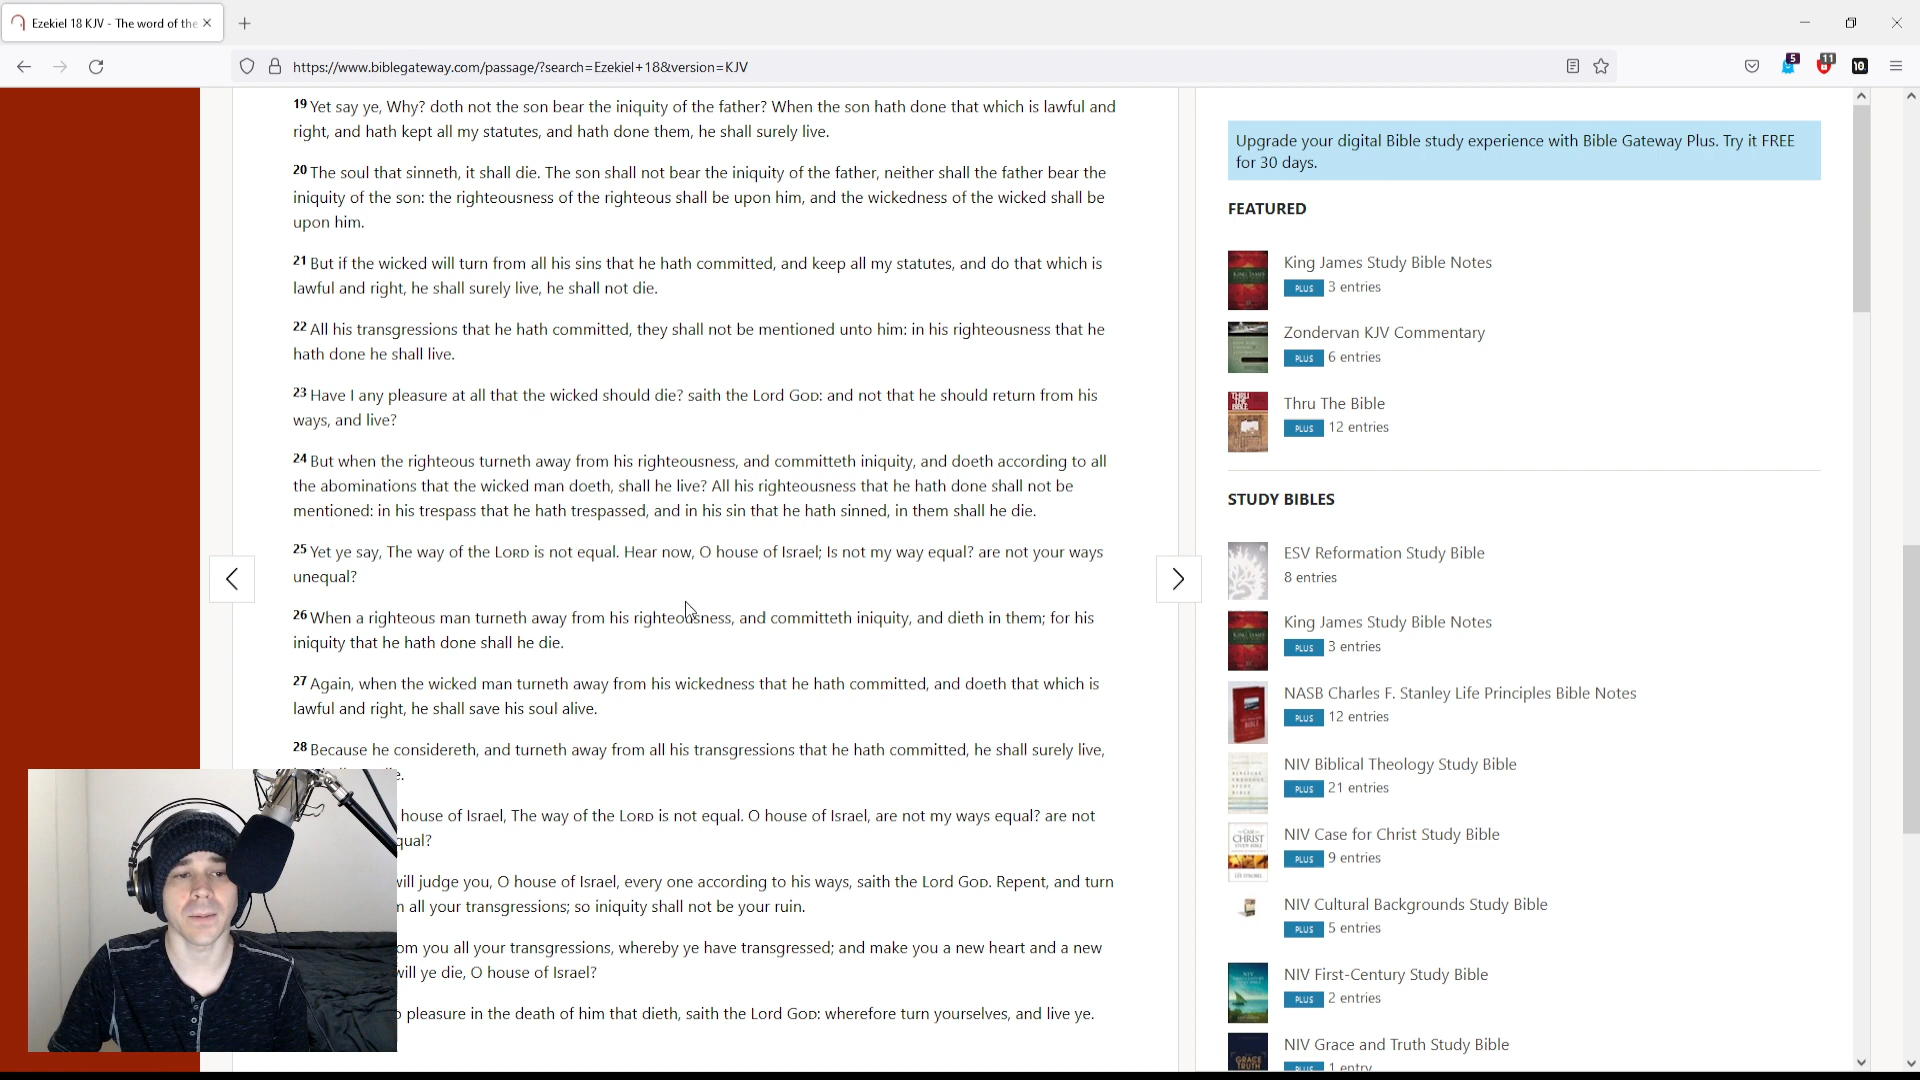 Ezekiel 18 KJV - The word of the
https://www.biblegateway.com/passage/?search=Ezekiel+18&version=KJV
5
11
10
19 Yet say ye, Why? doth not the son bear the iniquity of the father? When the son hath done that which is lawful and
right, and hath kept all my statutes, and hath done them, he shall surely live.
20 The soul that sinneth, it shall die. The son shall not bear the iniquity of the father, neither shall the father bear the
iniquity of the son: the righteousness of the righteous shall be upon him, and the wickedness of the wicked shall be
upon him.
21 But if the wicked will turn from all his sins that he hath committed, and keep all my statutes, and do that which is
lawful and right, he shall surely live, he shall not die.
22 All his transgressions that he hath committed, they shall not be mentioned unto him: in his righteousness that he
hath done he shall live.
23 Have I any pleasure at all that the wicked should die? saith the Lord GOD: and not that he should return from his
ways, and live?
24 But when the righteous turneth away from his righteousness, and committeth iniquity, and doeth according to all
the abominations that the wicked man doeth, shall he live? All his righteousness that he hath done shall not be
mentioned: in his trespass that he hath trespassed, and in his sin that he hath sinned, in them shall he die.
25 Yet ye say, The way of the LORD is not equal. Hear now, O house of Israel; Is not my way equal? are not your ways
unequal?
26 When a righteous man turneth away from his righteousness, and committeth iniquity, and dieth in them; for his
iniquity that he hath done shall he die.
27 Again, when the wicked man turneth away from his wickedness that he hath committed, and doeth that which is
lawful and right, he shall save his soul alive.
28 Because he considereth, and turneth away from all his transgressions that he hath committed, he shall surely live,
house of Israel, The way of the LORD is not equal. O house of Israel, are not my ways equal? are not
qual?
will judge you, O house of Israel, every one according to his ways, saith the Lord GOD. Repent, and turn
all your transgressions; so iniquity shall not be your ruin.
om you all your transgressions, whereby ye have transgressed; and make you a new heart and a new
will ye die, O house of Israel?
pleasure in the death of him that dieth, saith the Lord GOD: wherefore turn yourselves, and live ye.
Upgrade your digital Bible study experience with Bible Gateway Plus. Try it FREE
for 30 days.
FEATURED
King James Study Bible Notes
PLUS 3 entries
Zondervan KJV Commentary
PLUS 6 entries
Thru The Bible
PLUS 12 entries
STUDY BIBLES
ESV Reformation Study Bible
8 entries
King James Study Bible Notes
PLUS 3 entries
NASB Charles F. Stanley Life Principles Bible Notes
PLUS 12 entries
NIV Biblical Theology Study Bible
PLUS 21 entries
NIV Case for Christ Study Bible
PLUS 9 entries
NIV Cultural Backgrounds Study Bible
PLUS 5 entries
NIV First-Century Study Bible
PLUS 2 entries
NIV Grace and Truth Study Bible
PLUS 1 entry